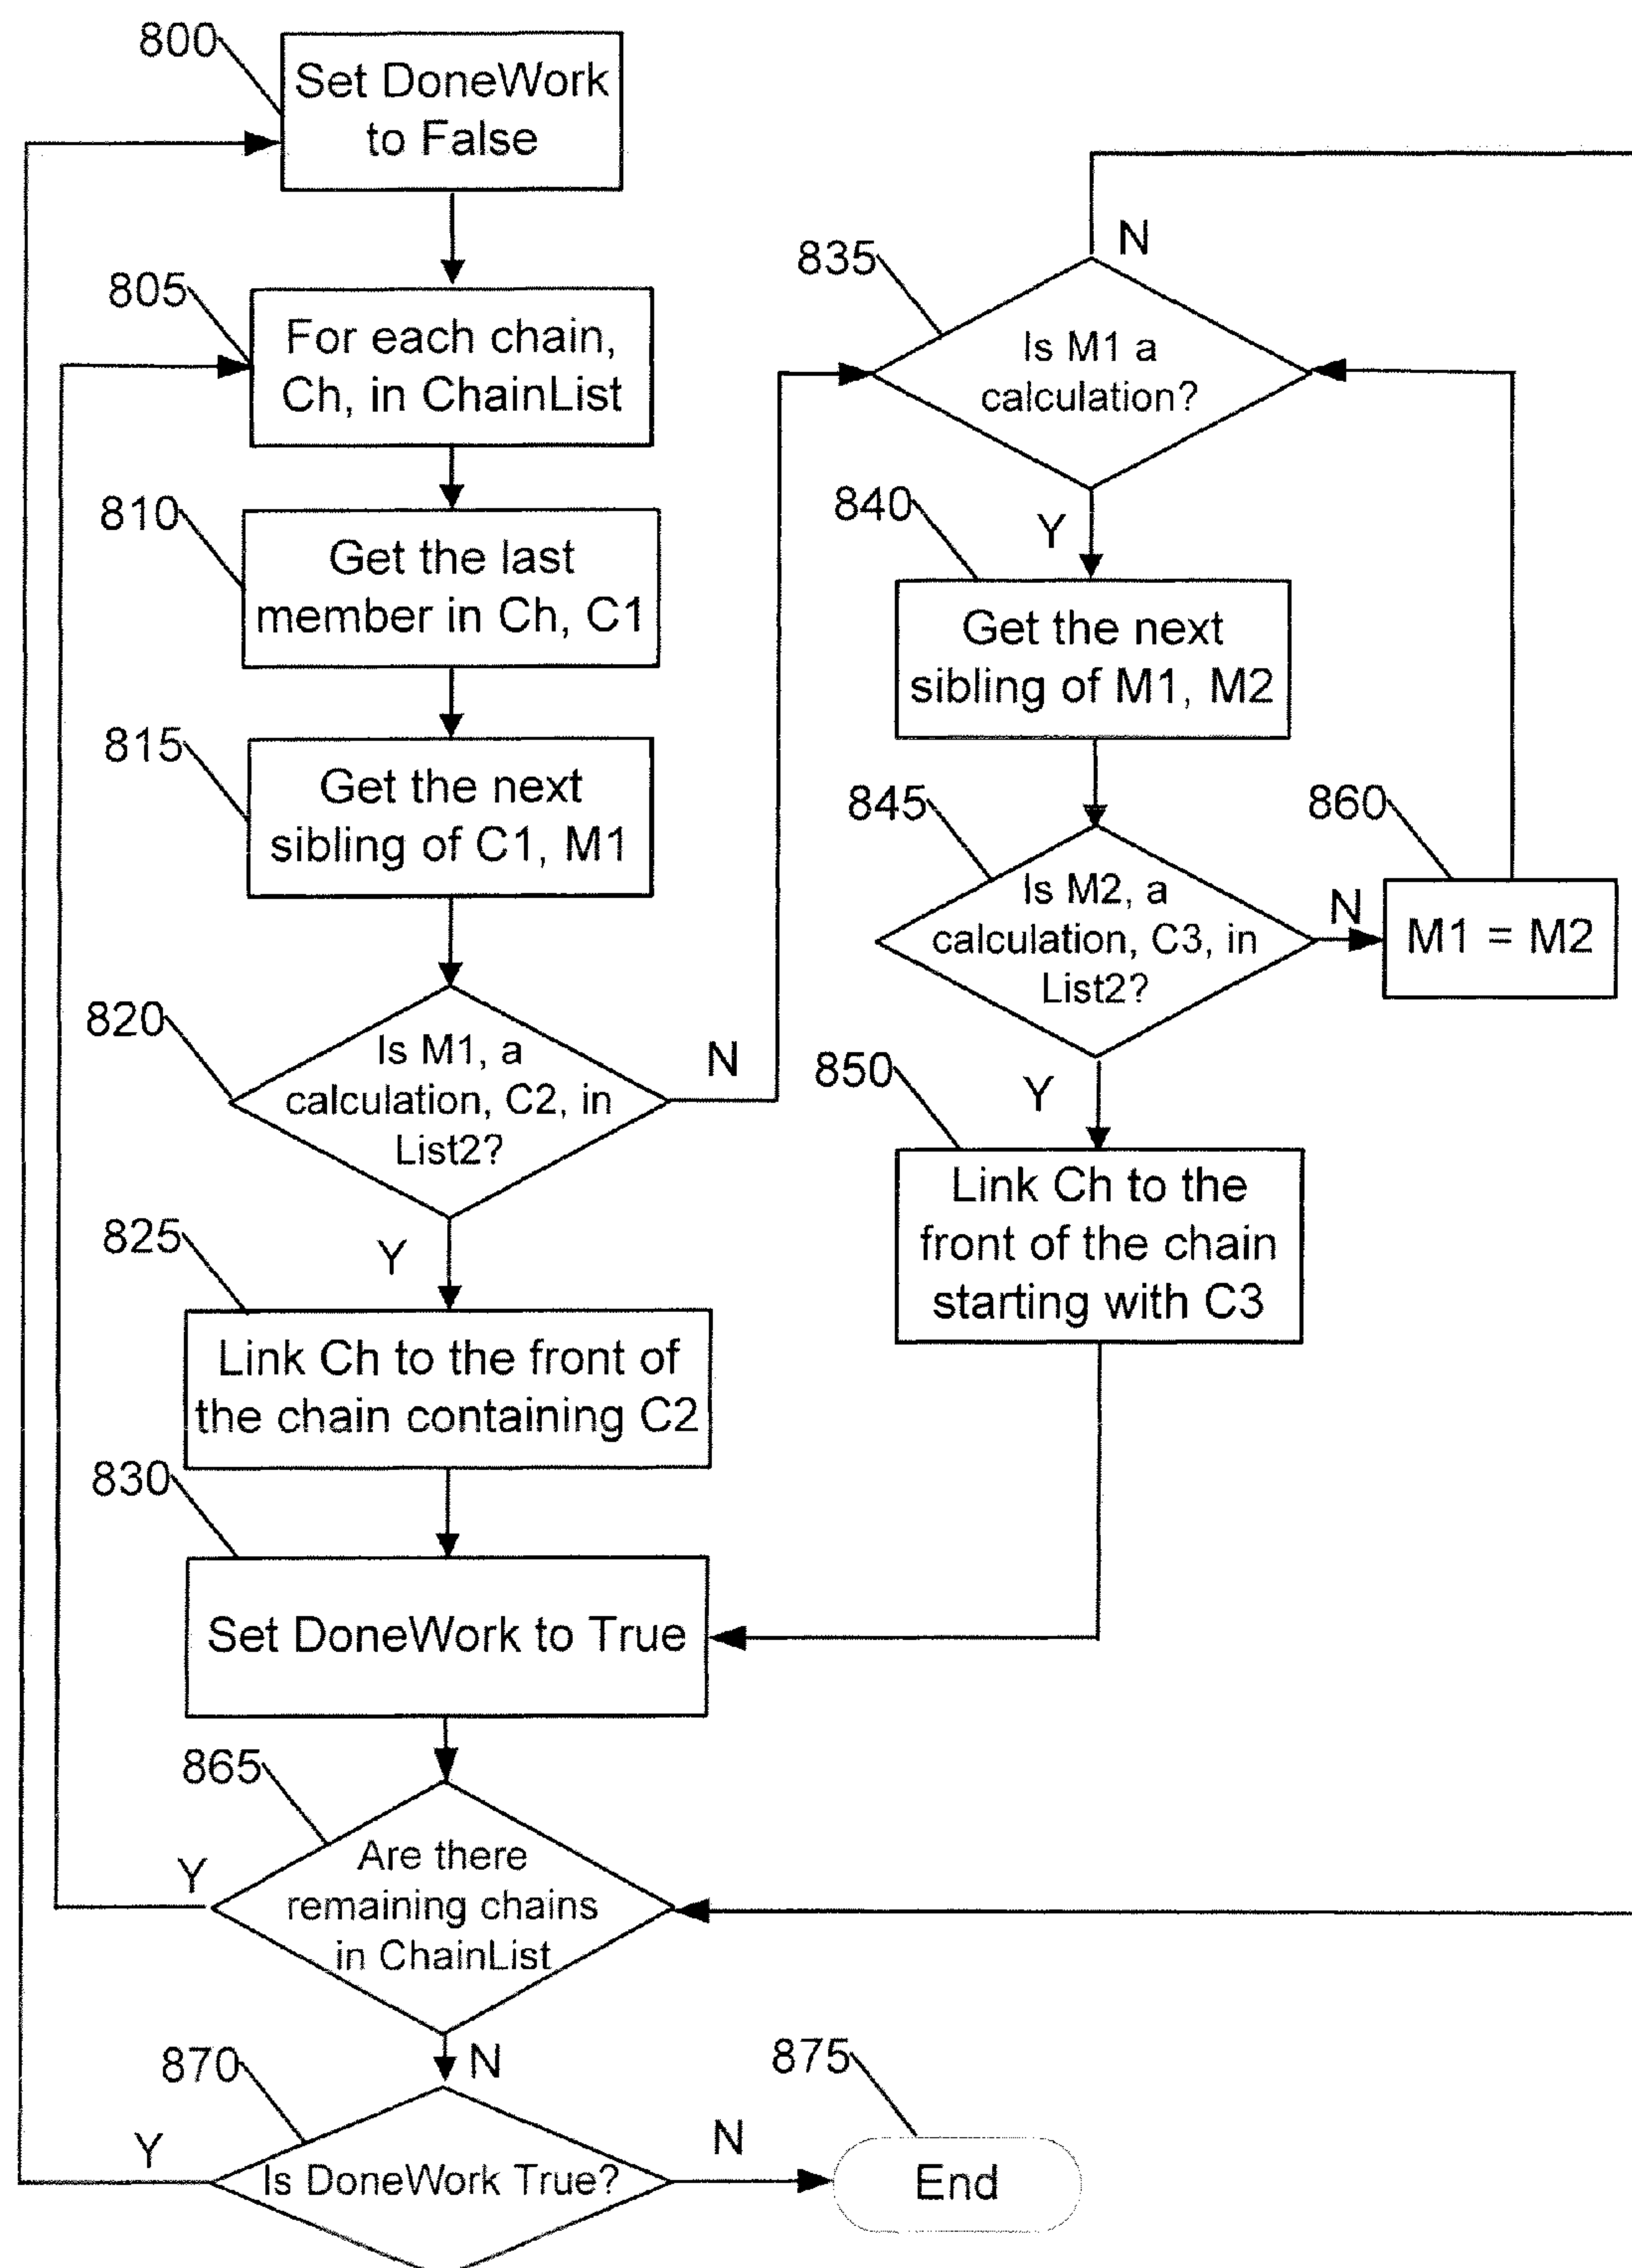 800
Set DoneWork
to False
805
For each chain,
Ch, in ChainList
810
Get the last
member in Ch, C1
815
Get the next
sibling of C1, M1
820
Is M1, a
calculation, C2, in
List2?
N
Y
825
Link Ch to the front of
the chain containing C2
830
Set DoneWork to True
865
Are there
remaining chains
in ChainList
Y
N
870
Is DoneWork True?
Y
N
875
End
835
Is M1 a
calculation?
N
Y
840
Get the next
sibling of M1, M2
845
Is M2, a
calculation, C3, in
List2?
N
860
M1 = M2
Y
850
Link Ch to the
front of the chain
starting with C3